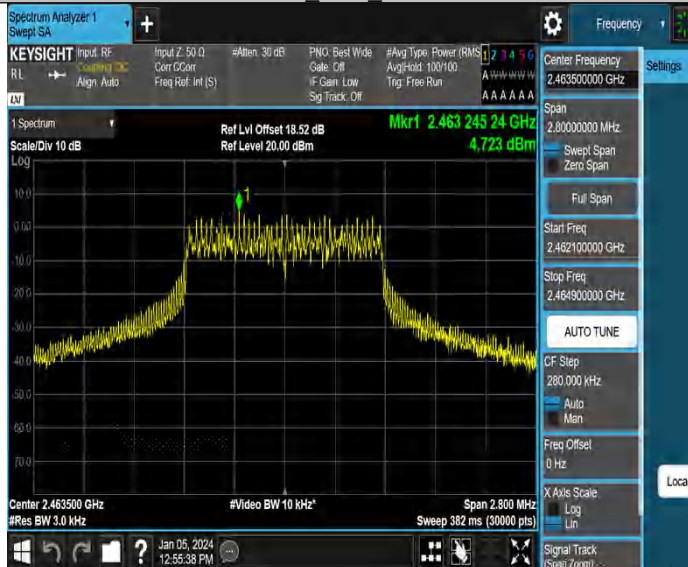 Spectrum Analyzer 1
Swept SA
Frequency
KEYSIGHT
RL
Input: RF
Coupling: DC
Align: Auto
Input Z: 50 Ω
Corr CCorr
Freq Ref: Int (S)
#Atten: 30 dB
PNO: Best Wide
Gate: Off
IF Gain: Low
Sig Track: Off
#Avg Type: Power (RMS
Avg|Hold: 100/100
Trig: Free Run
1 2 3 4 5 6
A W W W W W
A A A A A A
LXI
1 Spectrum
Scale/Div 10 dB
Log
Ref Lvl Offset 18.52 dB
Ref Level 20.00 dBm
Mkr1 2.463 245 24 GHz
4.723 dBm
1
10.0
0.00
-10.0
-20.0
-30.0
-40.0
-50.0
-60.0
-70.0
Center 2.463500 GHz
#Res BW 3.0 kHz
#Video BW 10 kHz*
Span 2.800 MHz
Sweep 382 ms (30000 pts)
Jan 05, 2024
12:55:38 PM
Center Frequency
2.463500000 GHz
Settings
Span
2.80000000 MHz
Swept Span
Zero Span
Full Span
Start Freq
2.462100000 GHz
Stop Freq
2.464900000 GHz
AUTO TUNE
CF Step
280.000 kHz
Auto
Man
Freq Offset
0 Hz
X Axis Scale
Log
Lin
Loca
Signal Track
(Span Zoom)